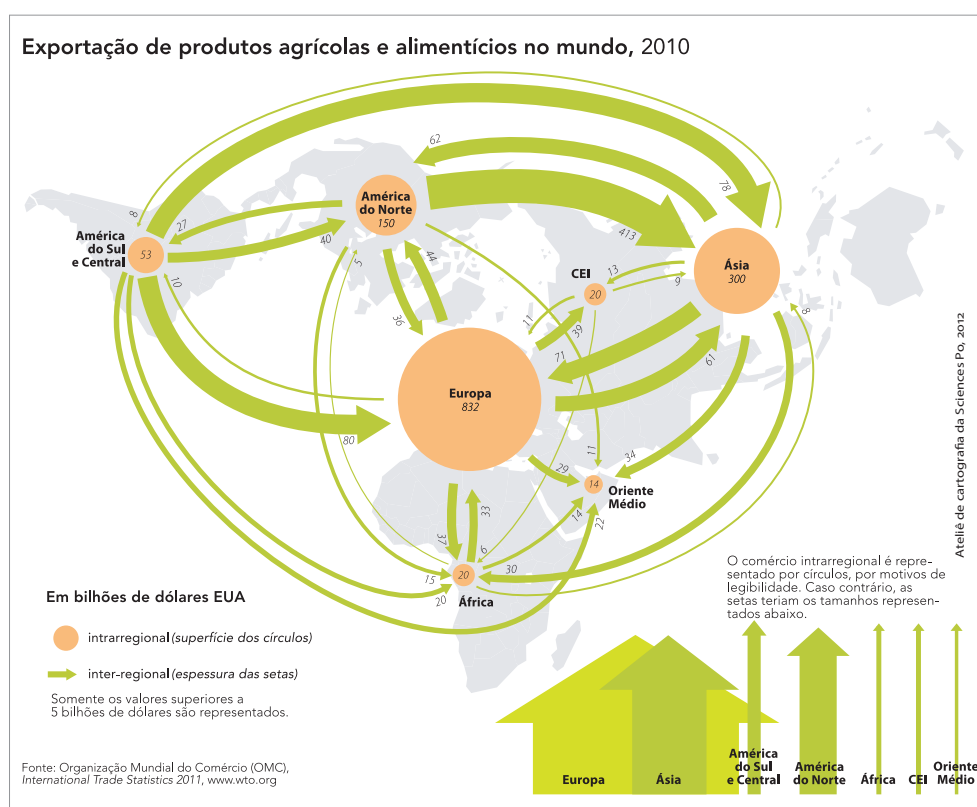 Exportação de produtos agrícolas e alimentícios no mundo, 2010
62
América
do Norte
150
8
27
78
América
do Sul
e Central
53
40
413
5
44
Ásia
300
CEI
13
20
9
10
36
11
39
8
71
61
Europa
832
80
11
34
29
14
Oriente
Médio
33
14
22
37
6
15
20
30
20
África
Ateliê de cartografia da Sciences Po, 2012
Em bilhões de dólares EUA
intrarregional (superfície dos círculos)
inter-regional (espessura das setas)
Somente os valores superiores a
5 bilhões de dólares são representados.
O comércio intrarregional é repre-
sentado por círculos, por motivos de
legibilidade. Caso contrário, as
setas teriam os tamanhos represen-
tados abaixo.
Europa
Ásia
América
do Sul
e Central
América
do Norte
África
CEI
Oriente
Médio
Fonte: Organização Mundial do Comércio (OMC),
International Trade Statistics 2011, www.wto.org